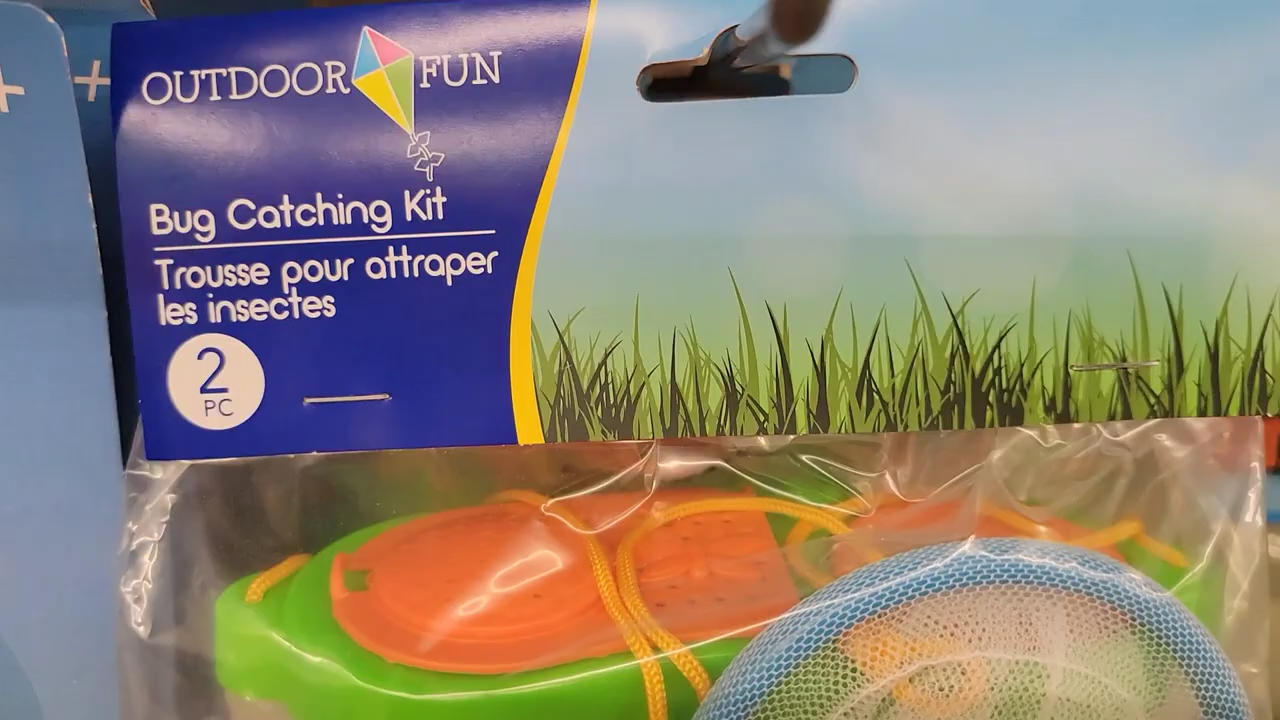 OUTDOOR FUN
Bug Catching Kit
Trousse pour attraper
les insectes
2
PC